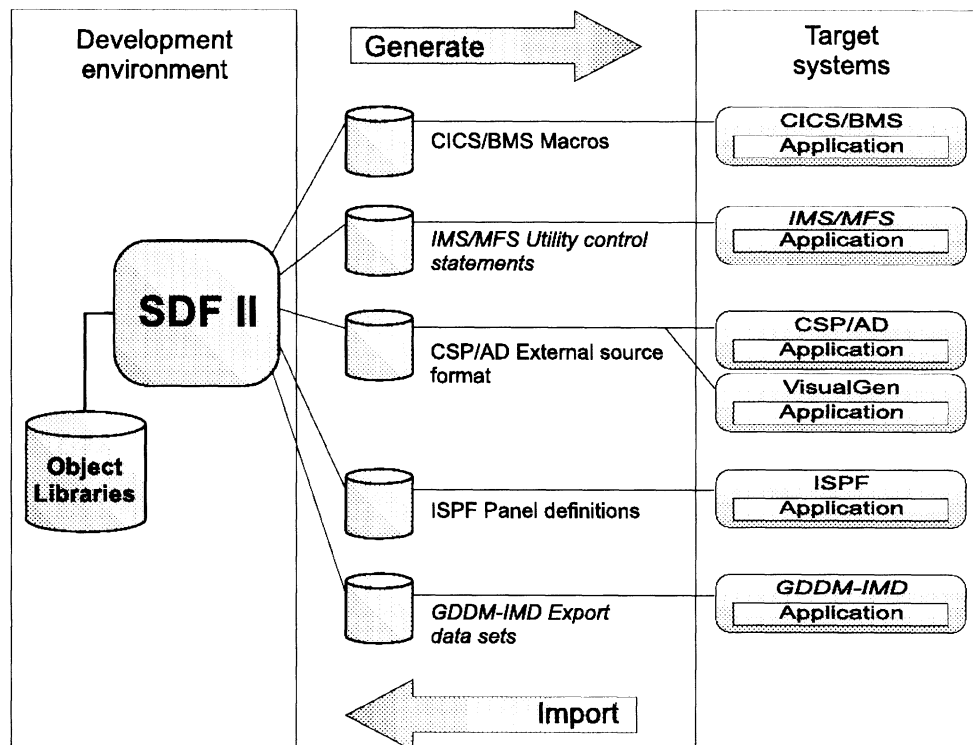 Development
environment
Generate
Target
systems
CICS/BMS Macros
CICS/BMS
Application
IMS/MFS Utility control
statements
IMS/MFS
Application
SDF II
CSP/AD External source
format
CSP/AD
Application
VisualGen
Application
Object
Libraries
ISPF Panel definitions
ISPF
Application
GDDM-IMD Export
data sets
GDDM-IMD
Application
Import